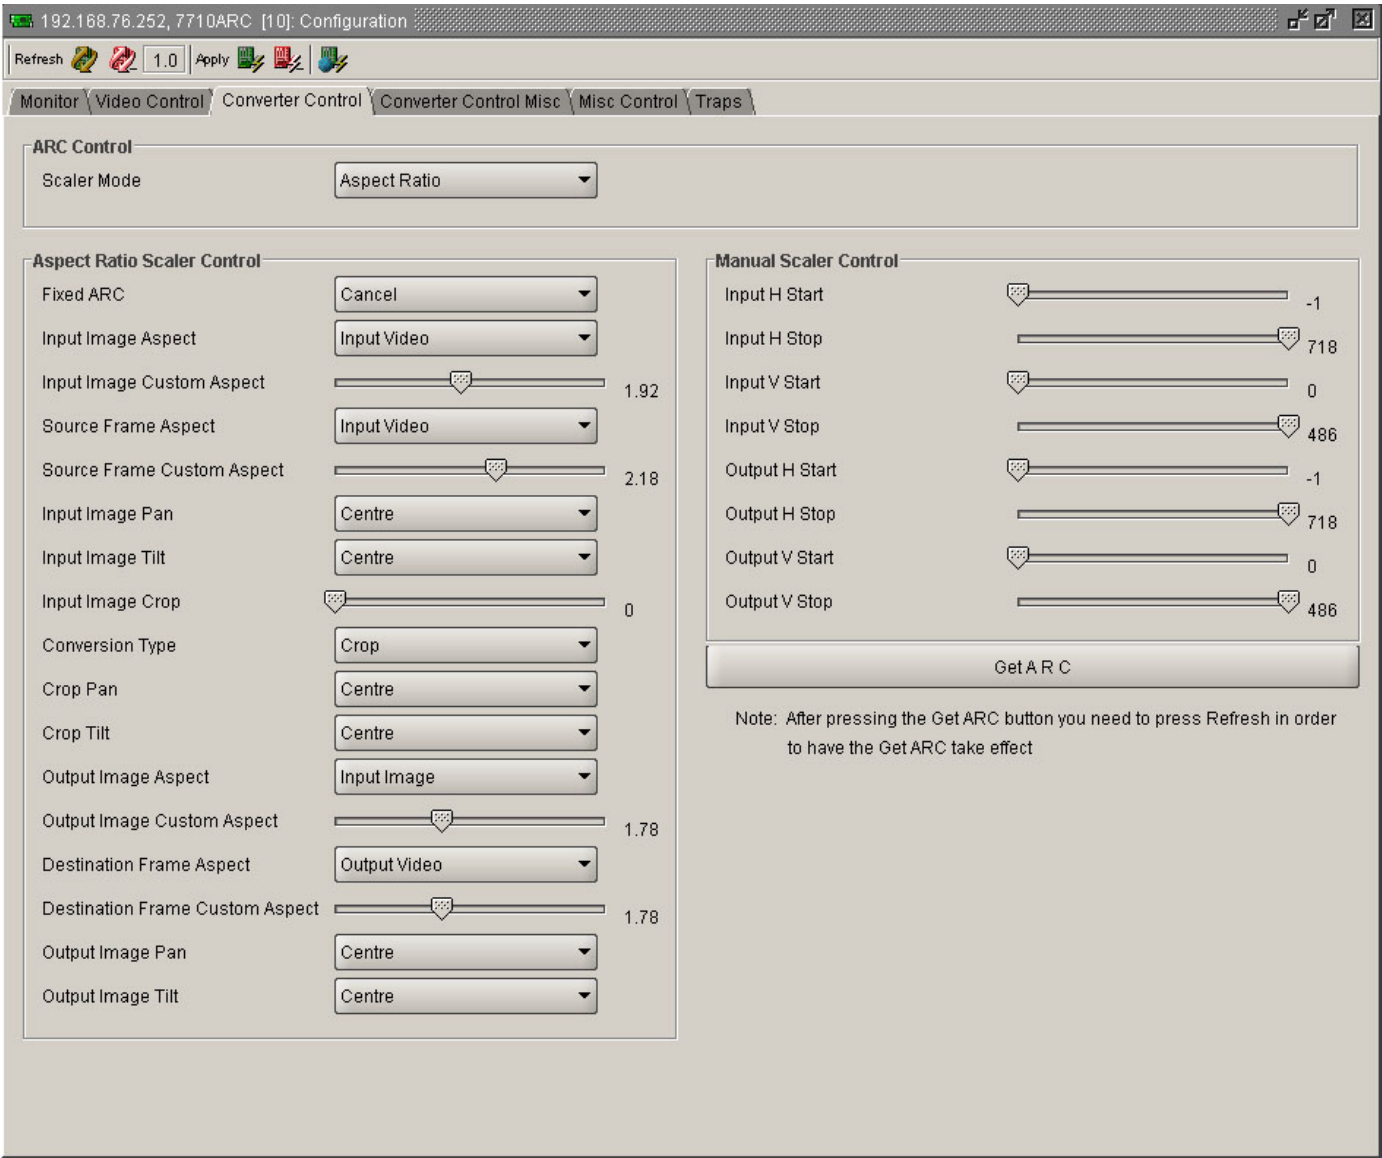 192.168.76.252, 7710ARC [10]: Configuration
Refresh 1.0 Apply
Monitor Video Control Converter Control Converter Control Misc Misc Control Traps
ARC Control
Scaler Mode Aspect Ratio
Aspect Ratio Scaler Control
Fixed ARC Cancel
Input Image Aspect Input Video
Input Image Custom Aspect 1.92
Source Frame Aspect Input Video
Source Frame Custom Aspect 2.18
Input Image Pan Centre
Input Image Tilt Centre
Input Image Crop 0
Conversion Type Crop
Crop Pan Centre
Crop Tilt Centre
Output Image Aspect Input Image
Output Image Custom Aspect 1.78
Destination Frame Aspect Output Video
Destination Frame Custom Aspect 1.78
Output Image Pan Centre
Output Image Tilt Centre
Manual Scaler Control
Input H Start -1
Input H Stop 718
Input V Start 0
Input V Stop 486
Output H Start -1
Output H Stop 718
Output V Start 0
Output V Stop 486
Get A R C
Note: After pressing the Get ARC button you need to press Refresh in order
to have the Get ARC take effect